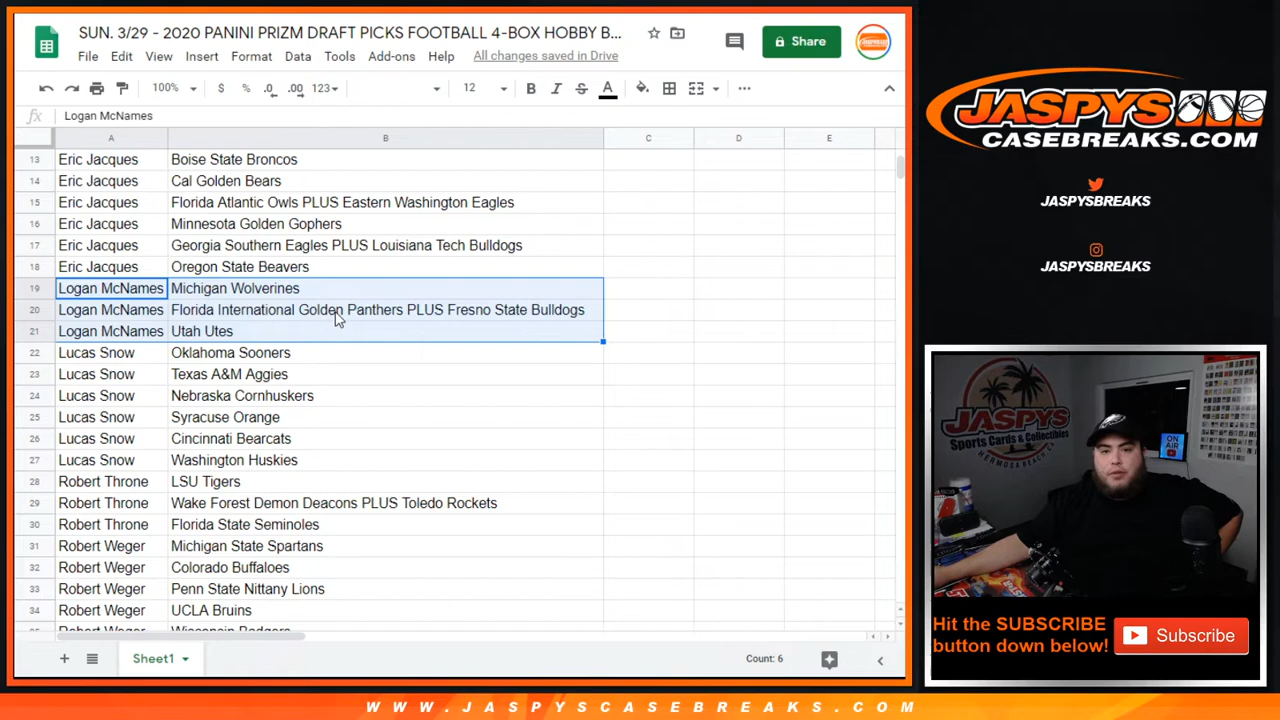 SUN. 3/29 - 2020 PANINI PRIZM DRAFT PICKS FOOTBALL 4-BOX HOBBY B...
Share
File Edit View Insert Format Data Tools Add-ons Help All changes saved in Drive
100% $ % .0 .00 123 12 B I S A
fx Logan McNames
A B C D E
13 Eric Jacques Boise State Broncos
14 Eric Jacques Cal Golden Bears
15 Eric Jacques Florida Atlantic Owls PLUS Eastern Washington Eagles
16 Eric Jacques Minnesota Golden Gophers
17 Eric Jacques Georgia Southern Eagles PLUS Louisiana Tech Bulldogs
18 Eric Jacques Oregon State Beavers
19 Logan McNames Michigan Wolverines
20 Logan McNames Florida International Golden Panthers PLUS Fresno State Bulldogs
21 Logan McNames Utah Utes
22 Lucas Snow Oklahoma Sooners
23 Lucas Snow Texas A&M Aggies
24 Lucas Snow Nebraska Cornhuskers
25 Lucas Snow Syracuse Orange
26 Lucas Snow Cincinnati Bearcats
27 Lucas Snow Washington Huskies
28 Robert Throne LSU Tigers
29 Robert Throne Wake Forest Demon Deacons PLUS Toledo Rockets
30 Robert Throne Florida State Seminoles
31 Robert Weger Michigan State Spartans
32 Robert Weger Colorado Buffaloes
33 Robert Weger Penn State Nittany Lions
34 Robert Weger UCLA Bruins
Robert Weger Wisconsin Badgers
Sheet1
Count: 6
JASPYS
CASEBREAKS.COM
JASPYSBREAKS
JASPYSBREAKS
JASPYS
Sports Cards & Collectibles
HERMOSA BEACH, CA
ON AIR
Hit the SUBSCRIBE
button down below!
Subscribe
WWW.JASPYSCASEBREAKS.COM